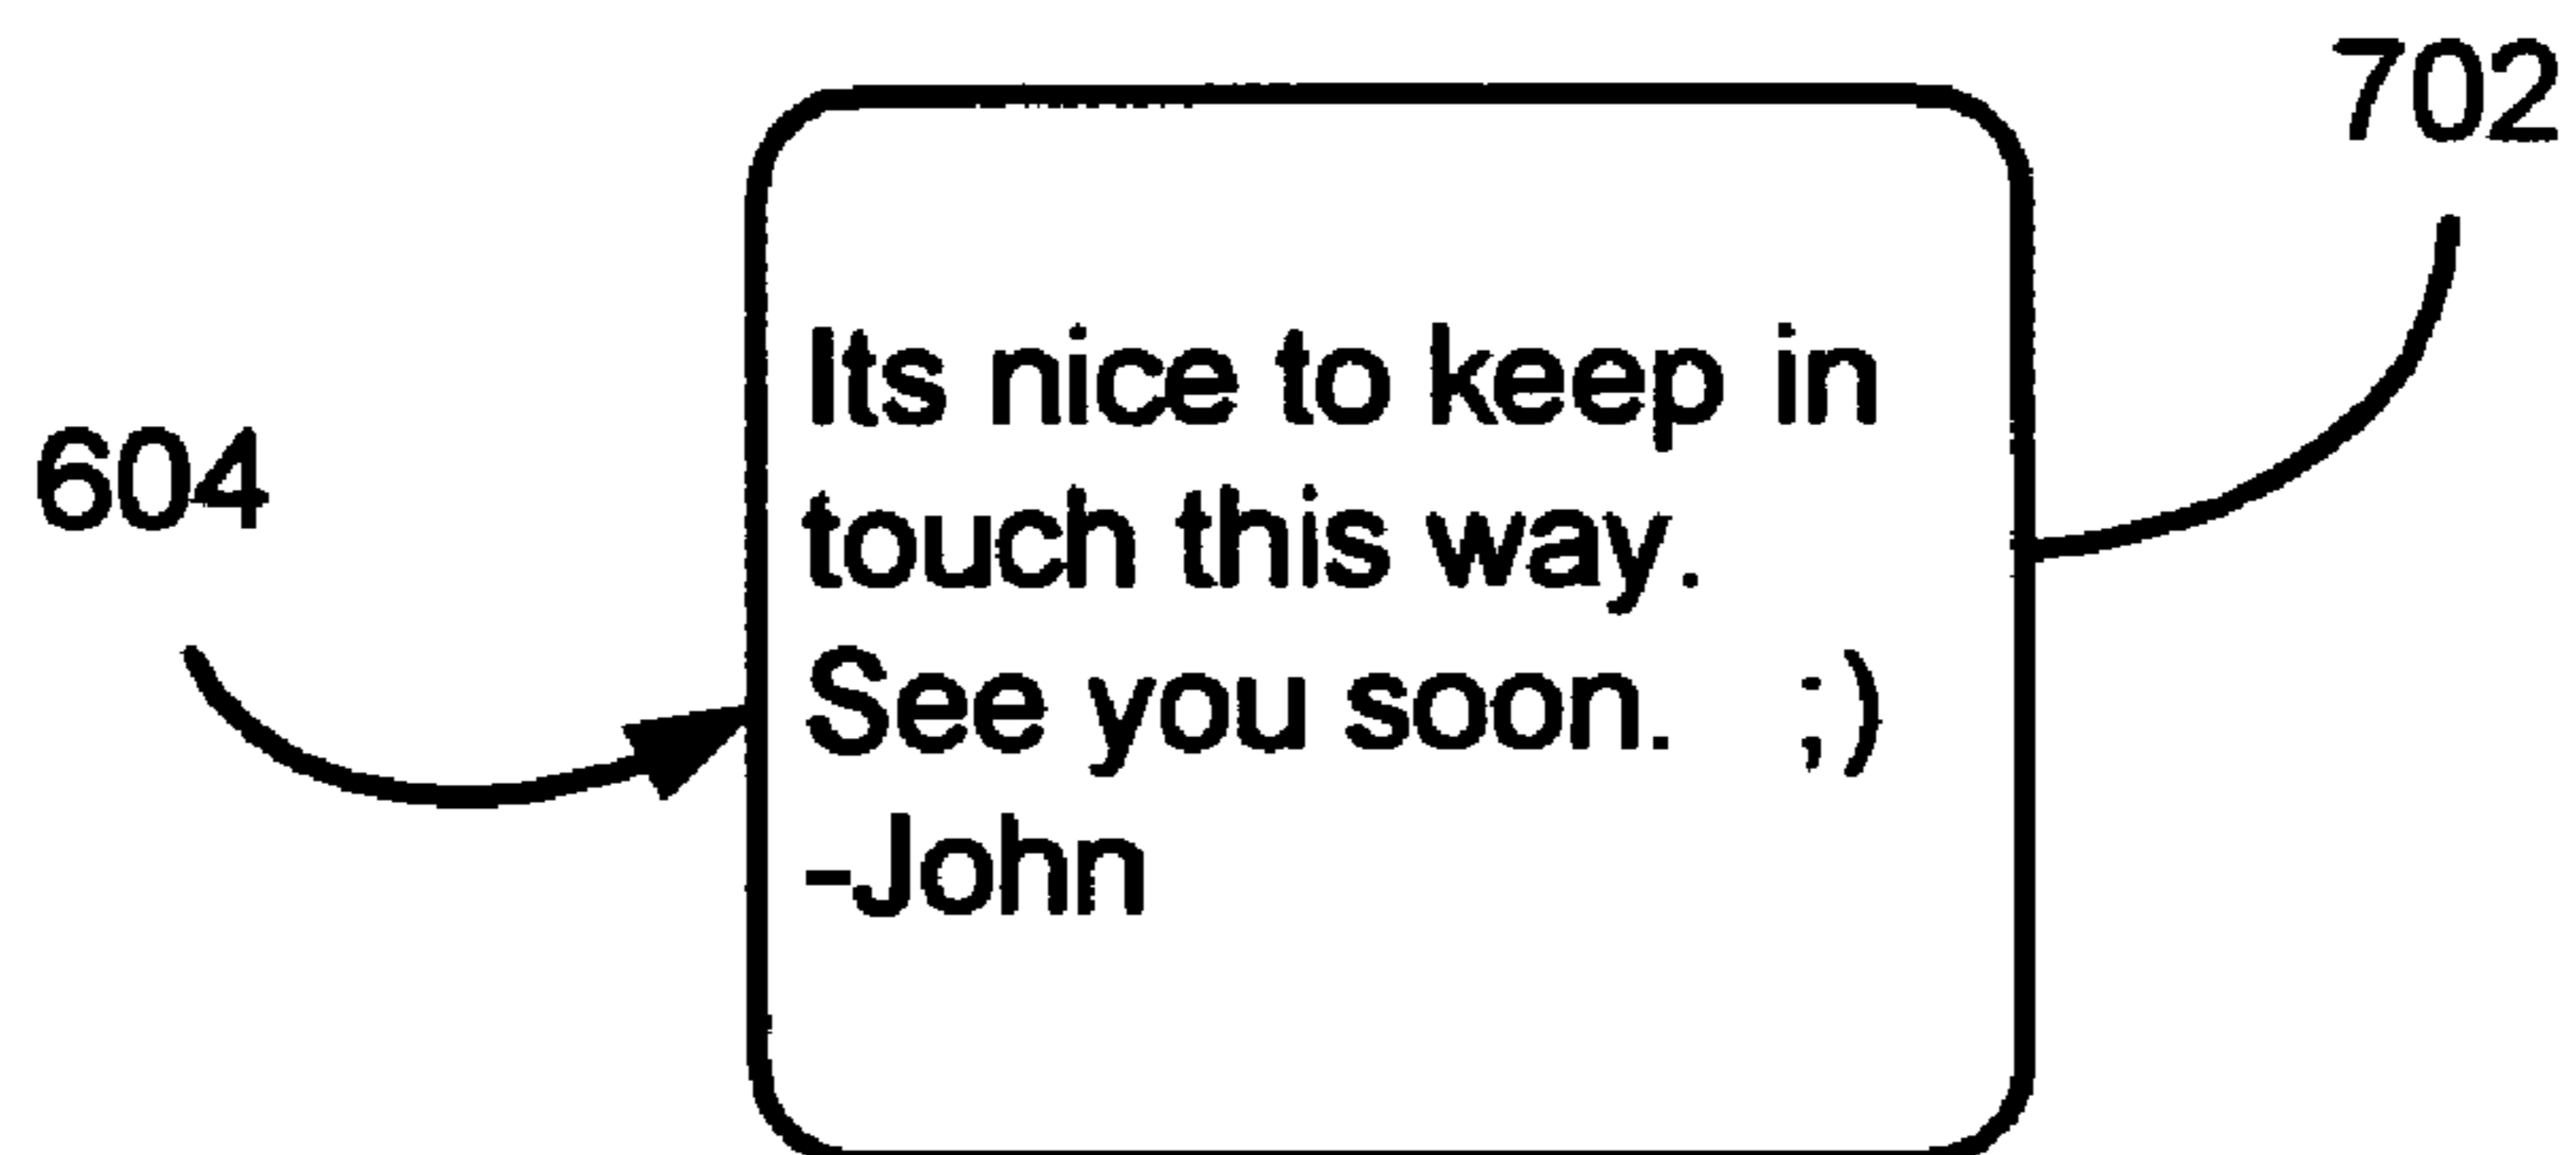 702
Its nice to keep in
touch this way.
See you soon.  ;)
-John
604